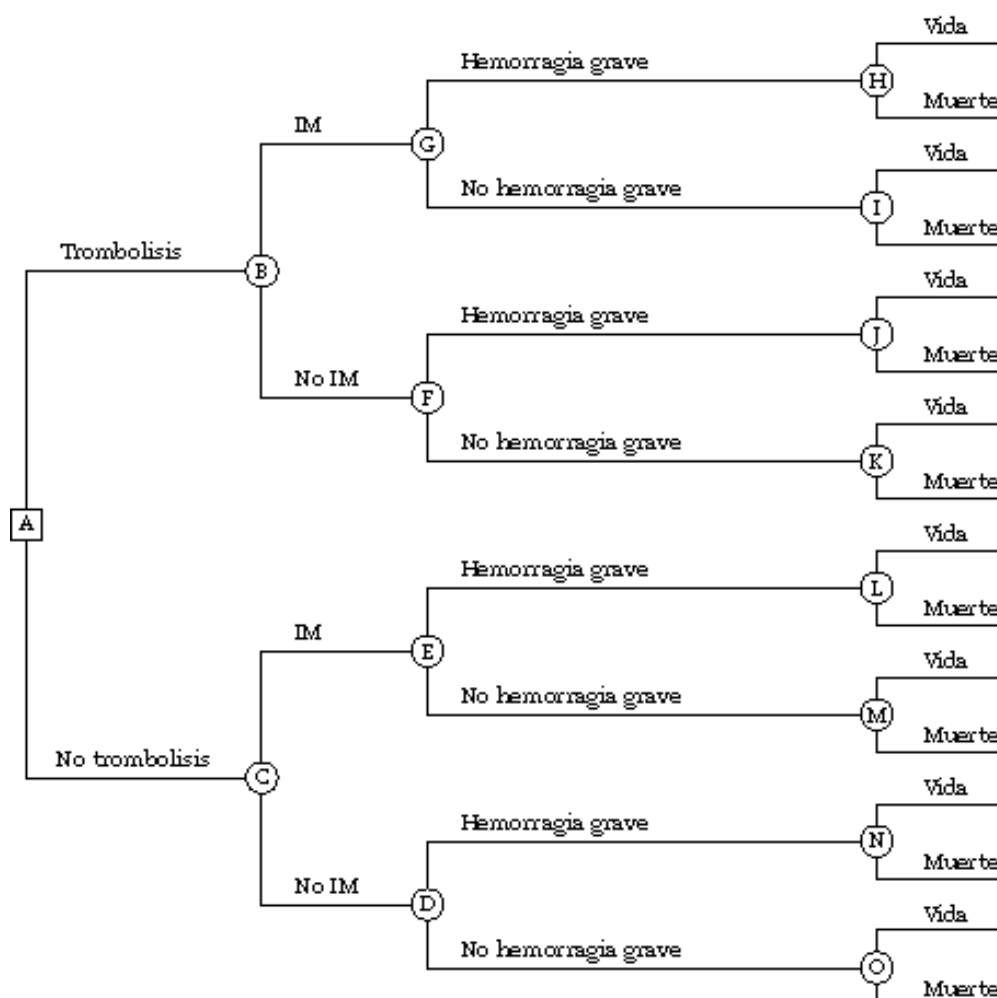 Vida
Hemorragia grave
H
Muerte
IM
G
Vida
No hemorragia grave
I
Muerte
Trombolisis
B
Vida
Hemorragia grave
J
Muerte
No IM
F
Vida
No hemorragia grave
K
Muerte
A
Vida
Hemorragia grave
L
Muerte
IM
E
Vida
No hemorragia grave
M
Muerte
No trombolisis
C
Vida
Hemorragia grave
N
Muerte
No IM
D
Vida
No hemorragia grave
O
Muerte